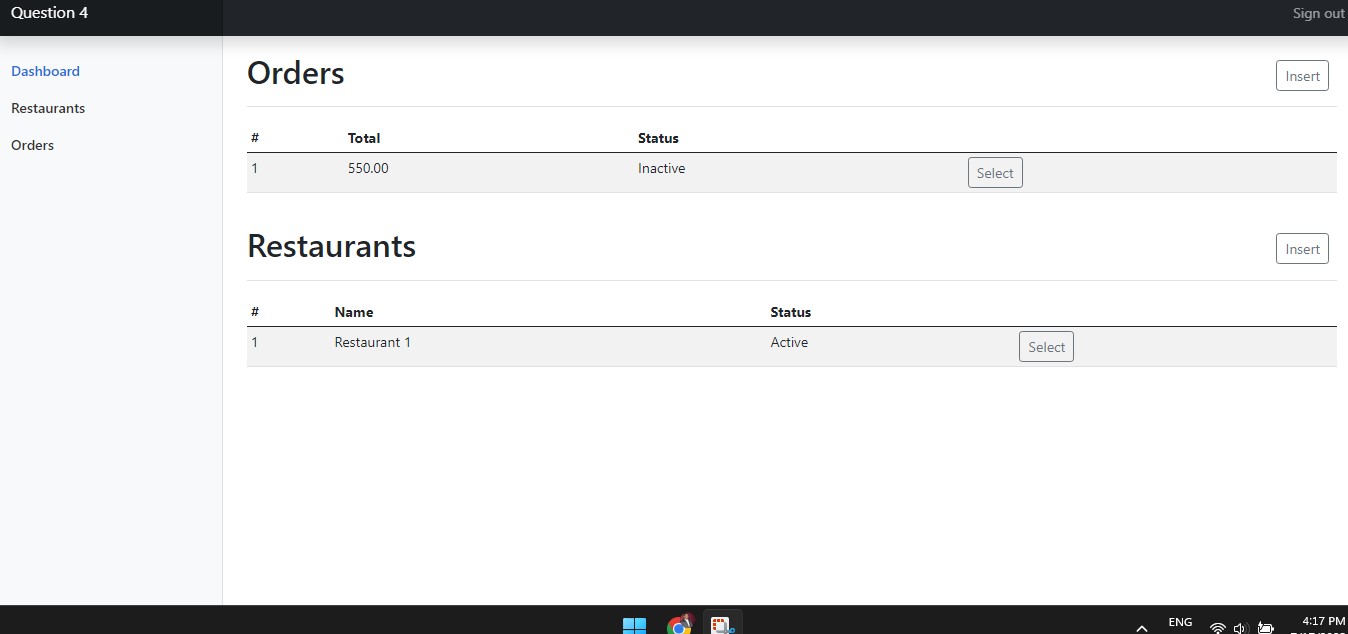 Question 4
Sign out
Dashboard
Restaurants
Orders
Orders
Insert
# Total Status
1 550.00 Inactive Select
Restaurants
Insert
# Name Status
1 Restaurant 1 Active Select
ENG
4:17 PM